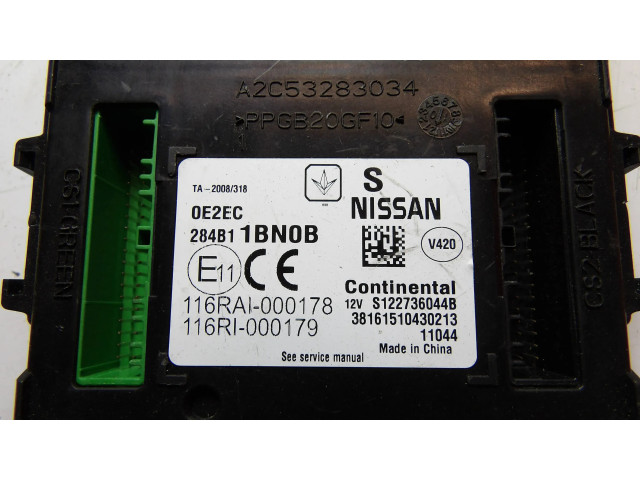 A2C53283034
>PPGB20GF10<
CS1 GREEN
CS2 BLACK
TA-2008/318
S
NISSAN
0E2EC
284B1 1BN0B
V420
E11 CE
Continental
12V S122736044B
38161510430213
11044
Made in China
116RAI-000178
116RI-000179
See service manual